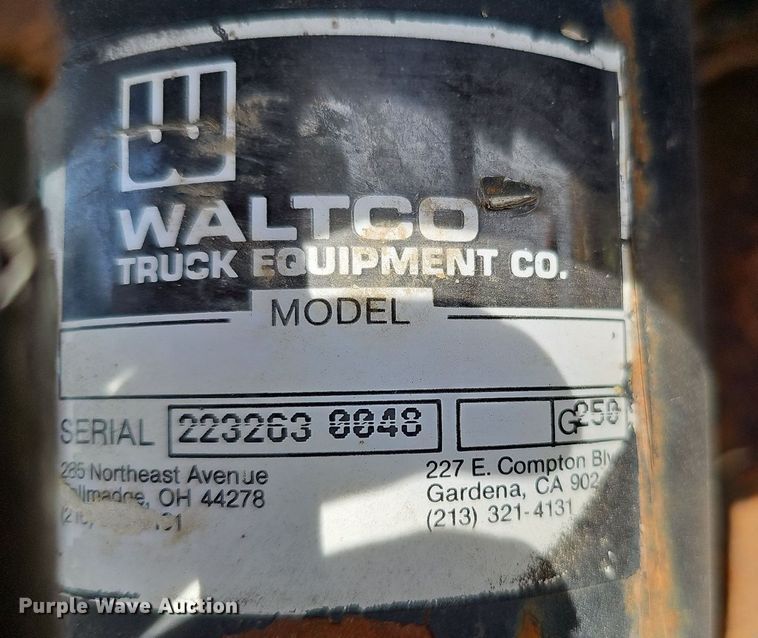 WALTCO
TRUCK EQUIPMENT CO.
MODEL
SERIAL 223263 0048 G250
285 Northeast Avenue
OH 44278
227 E. Compton
Gardena, CA
(213) 321-4131
Purple Wave Auction